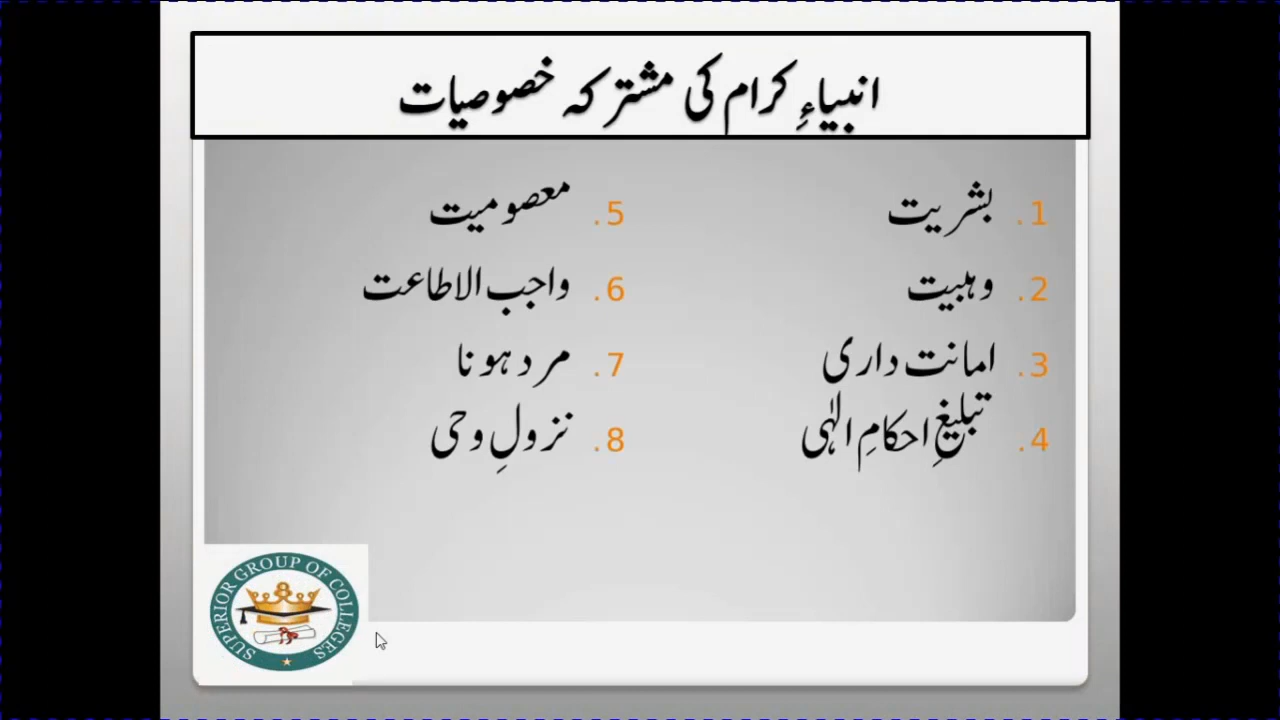 انبیاءِ کرام کی مشترکہ خصوصیات
1. بشریت
2. وہبیت
3. امانت داری
4. تبلیغِ احکامِ الٰہی
5. معصومیت
6. واجب الاطاعت
7. مرد ہونا
8. نزولِ وحی
SUPERIOR GROUP OF COLLEGES